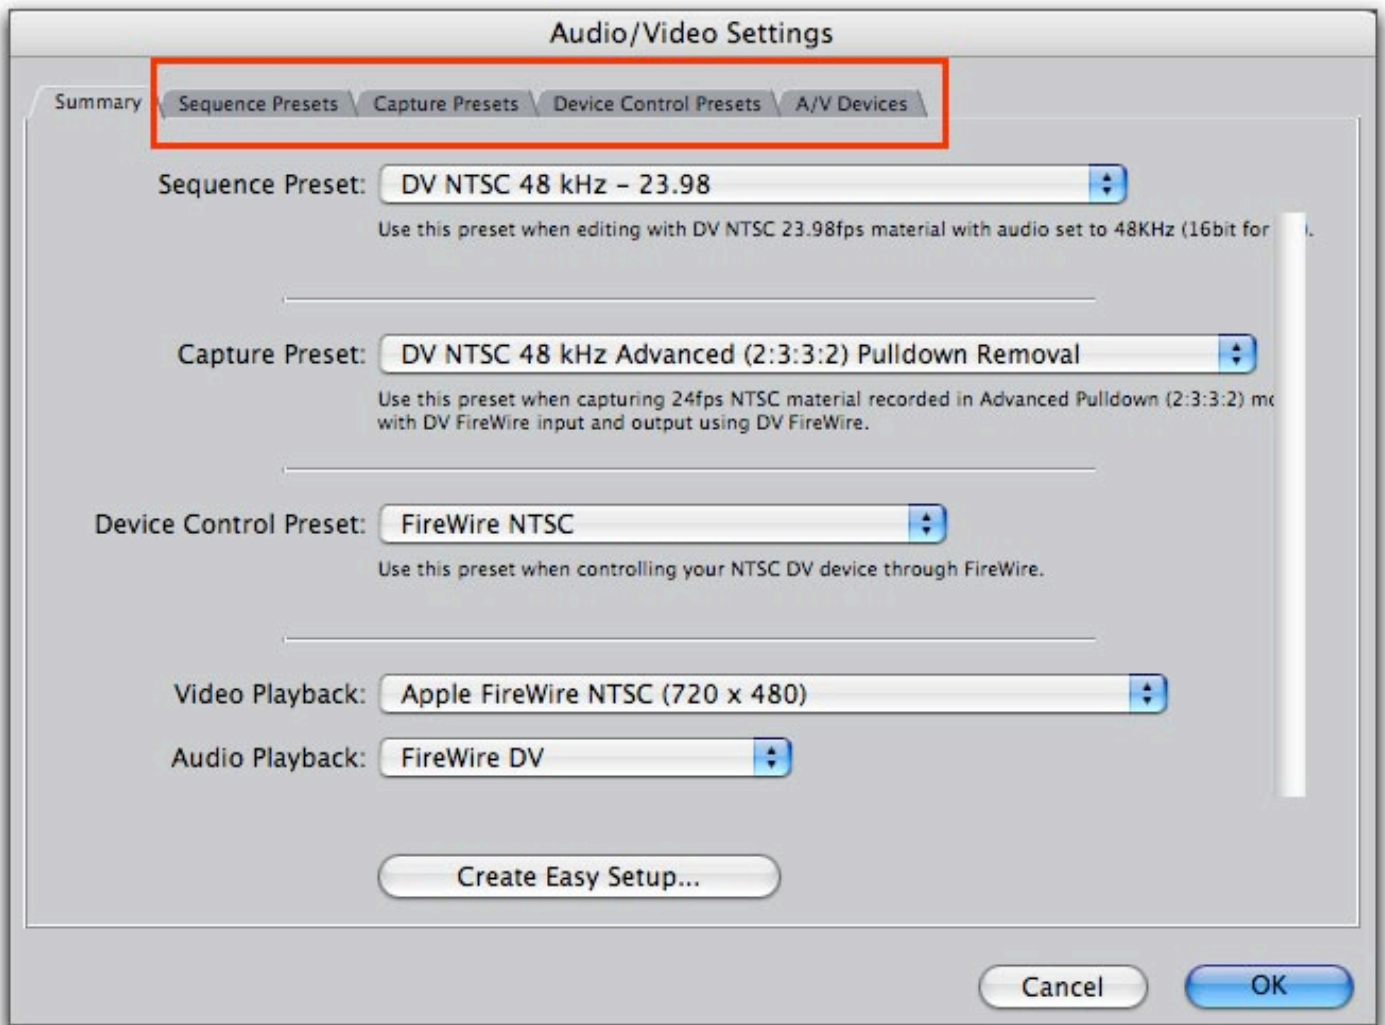 Audio/Video Settings
Summary Sequence Presets Capture Presets Device Control Presets A/V Devices
Sequence Preset: DV NTSC 48 kHz – 23.98
Use this preset when editing with DV NTSC 23.98fps material with audio set to 48KHz (16bit for ).
Capture Preset: DV NTSC 48 kHz Advanced (2:3:3:2) Pulldown Removal
Use this preset when capturing 24fps NTSC material recorded in Advanced Pulldown (2:3:3:2)
with DV FireWire input and output using DV FireWire.
Device Control Preset: FireWire NTSC
Use this preset when controlling your NTSC DV device through FireWire.
Video Playback: Apple FireWire NTSC (720 x 480)
Audio Playback: FireWire DV
Create Easy Setup...
Cancel OK